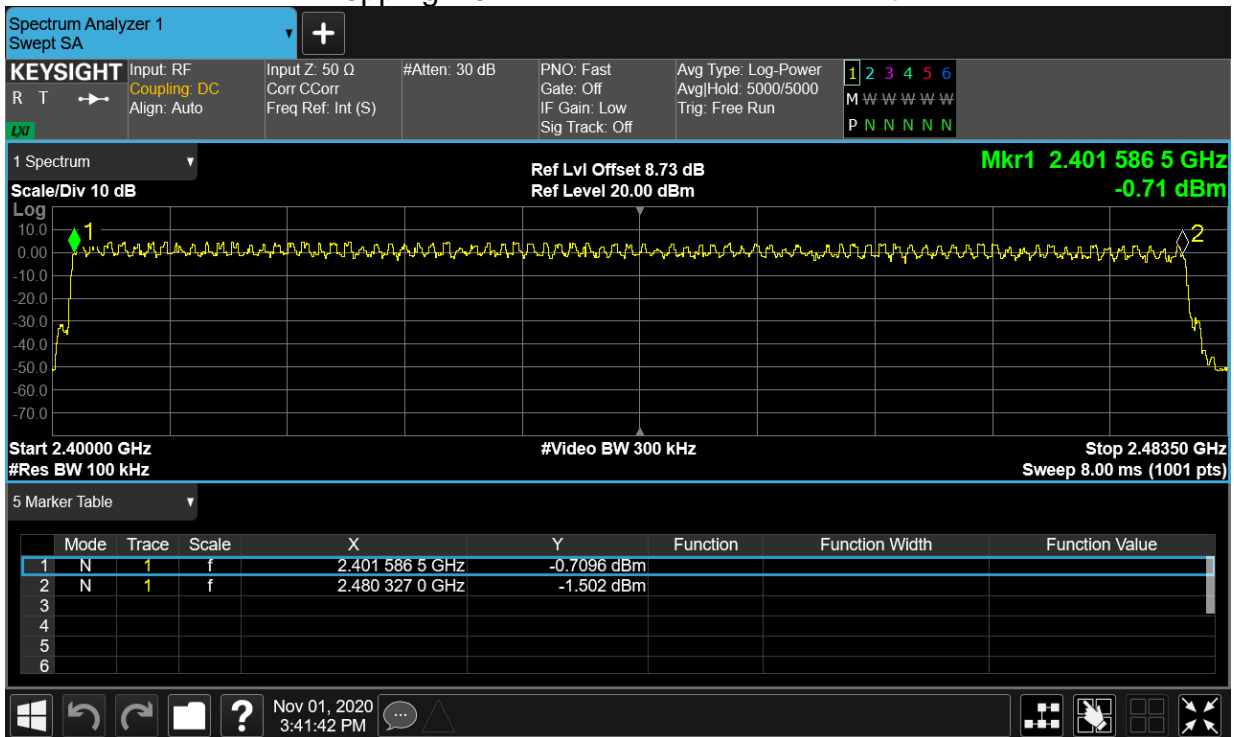 Spectrum Analyzer 1
Swept SA
+
KEYSIGHT
R T
LXI
Input: RF
Coupling: DC
Align: Auto
Input Z: 50 Ω
Corr CCorr
Freq Ref: Int (S)
#Atten: 30 dB
PNO: Fast
Gate: Off
IF Gain: Low
Sig Track: Off
Avg Type: Log-Power
Avg|Hold: 5000/5000
Trig: Free Run
1 2 3 4 5 6
M W W W W W
P N N N N N
1 Spectrum
Scale/Div 10 dB
Ref Lvl Offset 8.73 dB
Ref Level 20.00 dBm
Mkr1 2.401 586 5 GHz
-0.71 dBm
Log
10.0
0.00
-10.0
-20.0
-30.0
-40.0
-50.0
-60.0
-70.0
1
2
Start 2.40000 GHz
#Res BW 100 kHz
#Video BW 300 kHz
Stop 2.48350 GHz
Sweep 8.00 ms (1001 pts)
5 Marker Table
Mode Trace Scale X Y Function Function Width Function Value
1 N 1 f 2.401 586 5 GHz -0.7096 dBm
2 N 1 f 2.480 327 0 GHz -1.502 dBm
3
4
5
6
?
Nov 01, 2020
3:41:42 PM